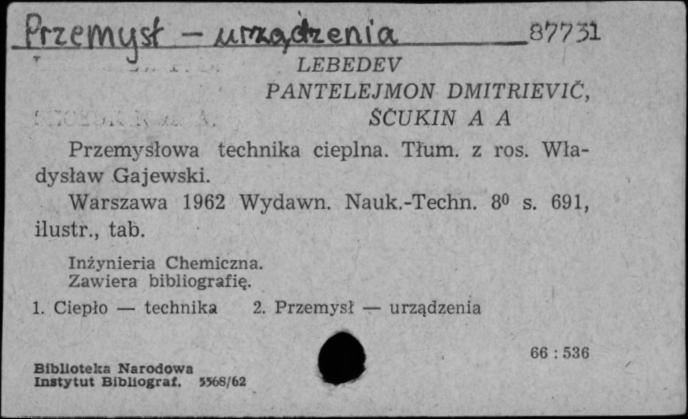 Przemysł — urządzenia 87731
LEBEDEV
PANTELEJMON DMITRIEVIČ,
ŠČUKIN A A
Przemysłowa technika cieplna. Tłum. z ros. Wła-
dysław Gajewski.
Warszawa 1962 Wydawn. Nauk.-Techn. 8⁰ s. 691,
ilustr., tab.
Inżynieria Chemiczna.
Zawiera bibliografię.
1. Ciepło — technika 2. Przemysł — urządzenia
66 : 536
Biblioteka Narodowa
Instytut Bibliograf. 5568/62